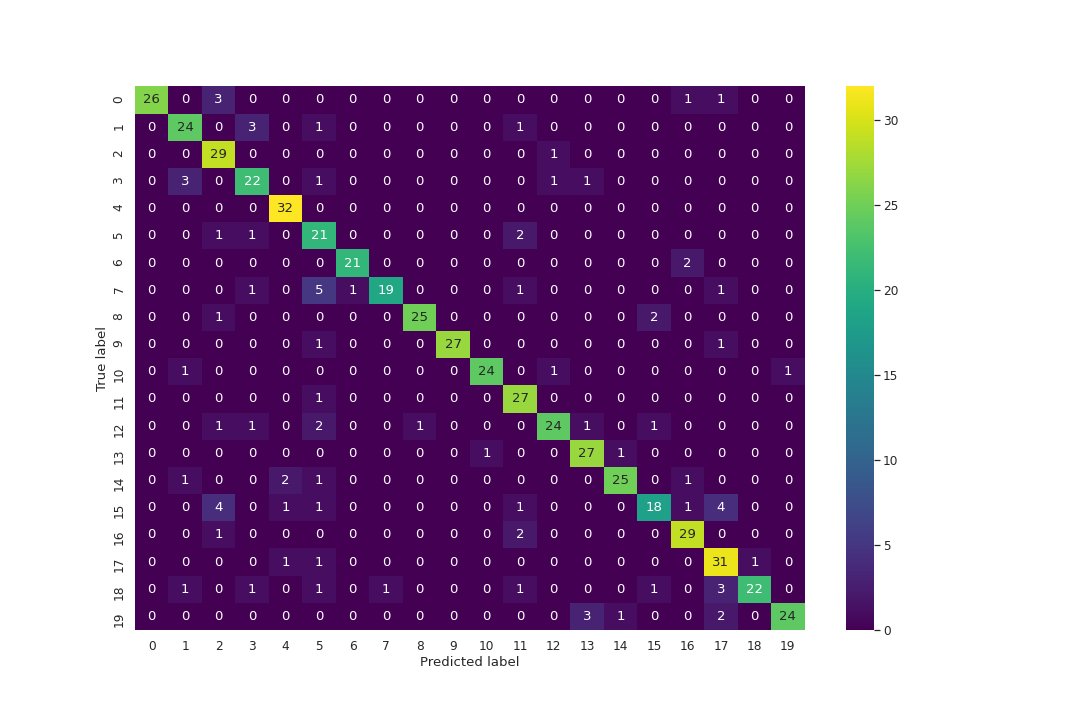 0 26 0 3 0 0 0 0 0 0 0 0 0 0 0 0 0 1 1 0 0
1 0 24 0 3 0 1 0 0 0 0 0 1 0 0 0 0 0 0 0 0
2 0 0 29 0 0 0 0 0 0 0 0 0 1 0 0 0 0 0 0 0
3 0 3 0 22 0 1 0 0 0 0 0 0 1 1 0 0 0 0 0 0
4 0 0 0 0 32 0 0 0 0 0 0 0 0 0 0 0 0 0 0 0
5 0 0 1 1 0 21 0 0 0 0 0 2 0 0 0 0 0 0 0 0
6 0 0 0 0 0 0 21 0 0 0 0 0 0 0 0 0 2 0 0 0
7 0 0 0 1 0 5 1 19 0 0 0 1 0 0 0 0 0 1 0 0
8 0 0 1 0 0 0 0 0 25 0 0 0 0 0 0 2 0 0 0 0
9 0 0 0 0 0 1 0 0 0 27 0 0 0 0 0 0 0 1 0 0
10 0 1 0 0 0 0 0 0 0 0 24 0 1 0 0 0 0 0 0 1
11 0 0 0 0 0 1 0 0 0 0 0 27 0 0 0 0 0 0 0 0
12 0 0 1 1 0 2 0 0 1 0 0 0 24 1 0 1 0 0 0 0
13 0 0 0 0 0 0 0 0 0 0 1 0 0 27 1 0 0 0 0 0
14 0 1 0 0 2 1 0 0 0 0 0 0 0 0 25 0 1 0 0 0
15 0 0 4 0 1 1 0 0 0 0 0 1 0 0 0 18 1 4 0 0
16 0 0 1 0 0 0 0 0 0 0 0 2 0 0 0 0 29 0 0 0
17 0 0 0 0 1 1 0 0 0 0 0 0 0 0 0 0 0 31 1 0
18 0 1 0 1 0 1 0 1 0 0 0 1 0 0 0 1 0 3 22 0
19 0 0 0 0 0 0 0 0 0 0 0 0 0 3 1 0 0 2 0 24
0 1 2 3 4 5 6 7 8 9 10 11 12 13 14 15 16 17 18 19
Predicted label
True label
30
25
20
15
10
5
0